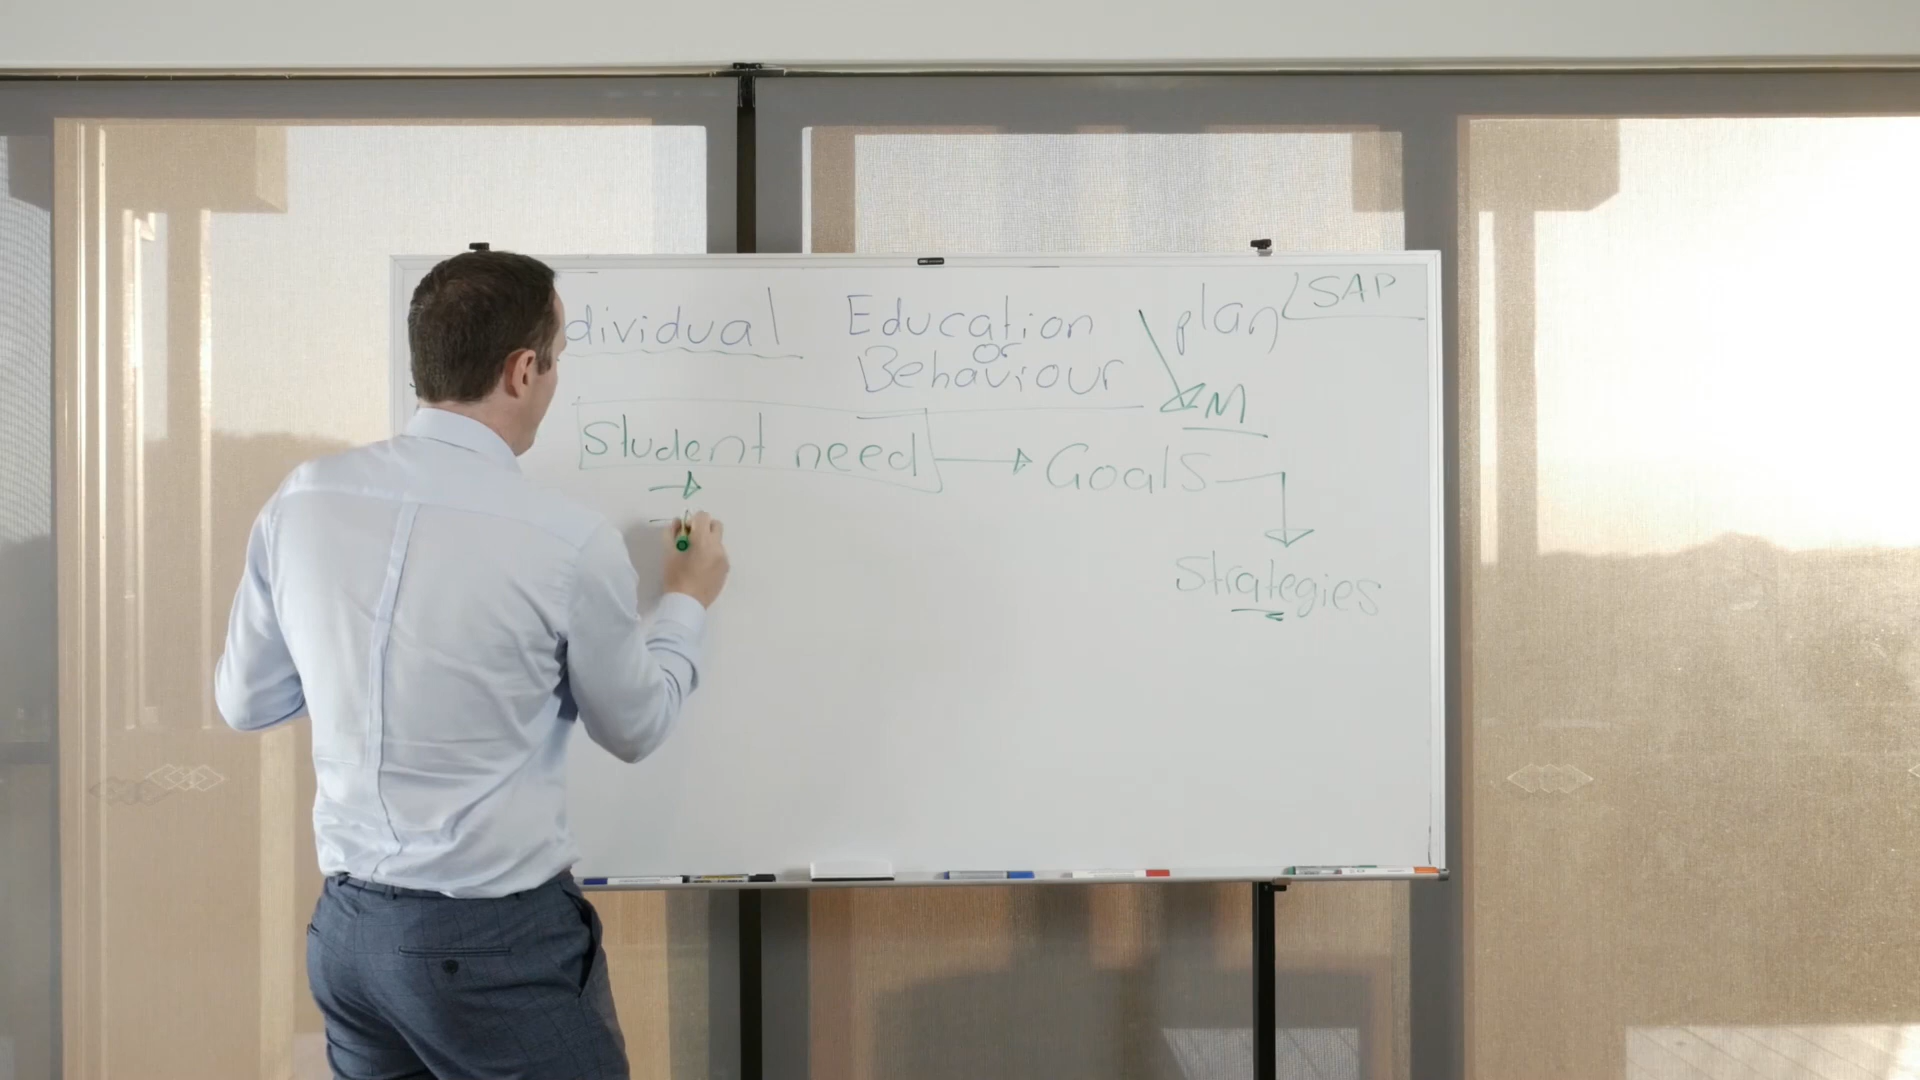 dividual Education plan SAP
or
Behaviour
M
Student need Goals
Strategies